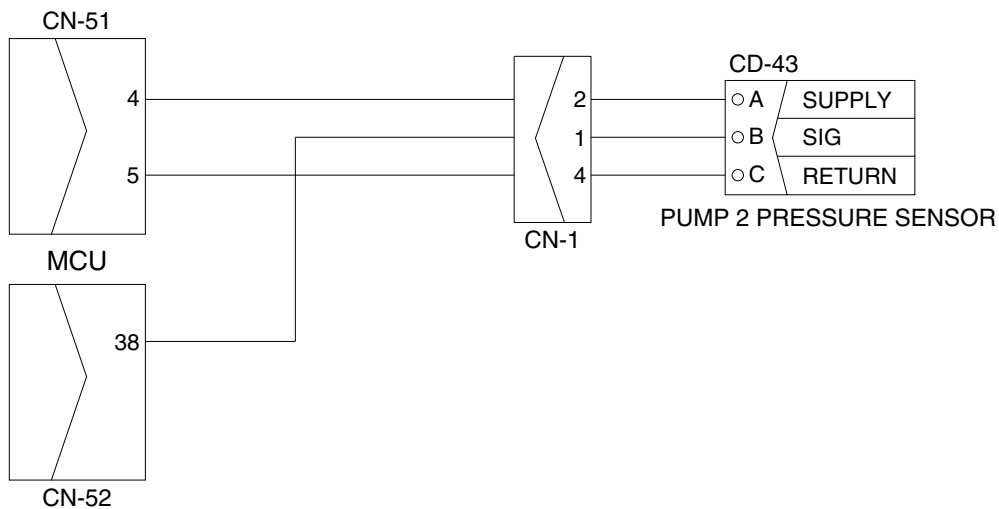 CN-51
CD-43
4
2
A
SUPPLY
1
B
SIG
5
4
C
RETURN
PUMP 2 PRESSURE SENSOR
CN-1
MCU
38
CN-52